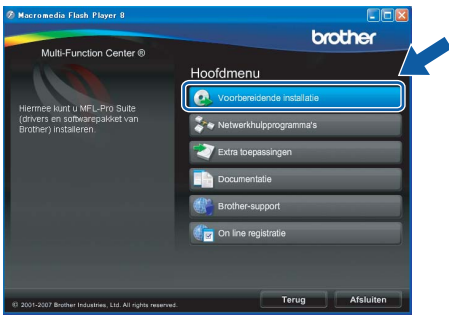 Macromedia Flash Player 8
brother
Multi-Function Center ®
Hoofdmenu
Hiermee kunt u MFL-Pro Suite
(drivers en softwarepakket van
Brother) installeren.
Voorbereidende installatie
Netwerkhulpprogramma's
Extra toepassingen
Documentatie
Brother-support
On line registratie
© 2001-2007 Brother Industries, Ltd. All rights reserved.
Terug
Afsluiten